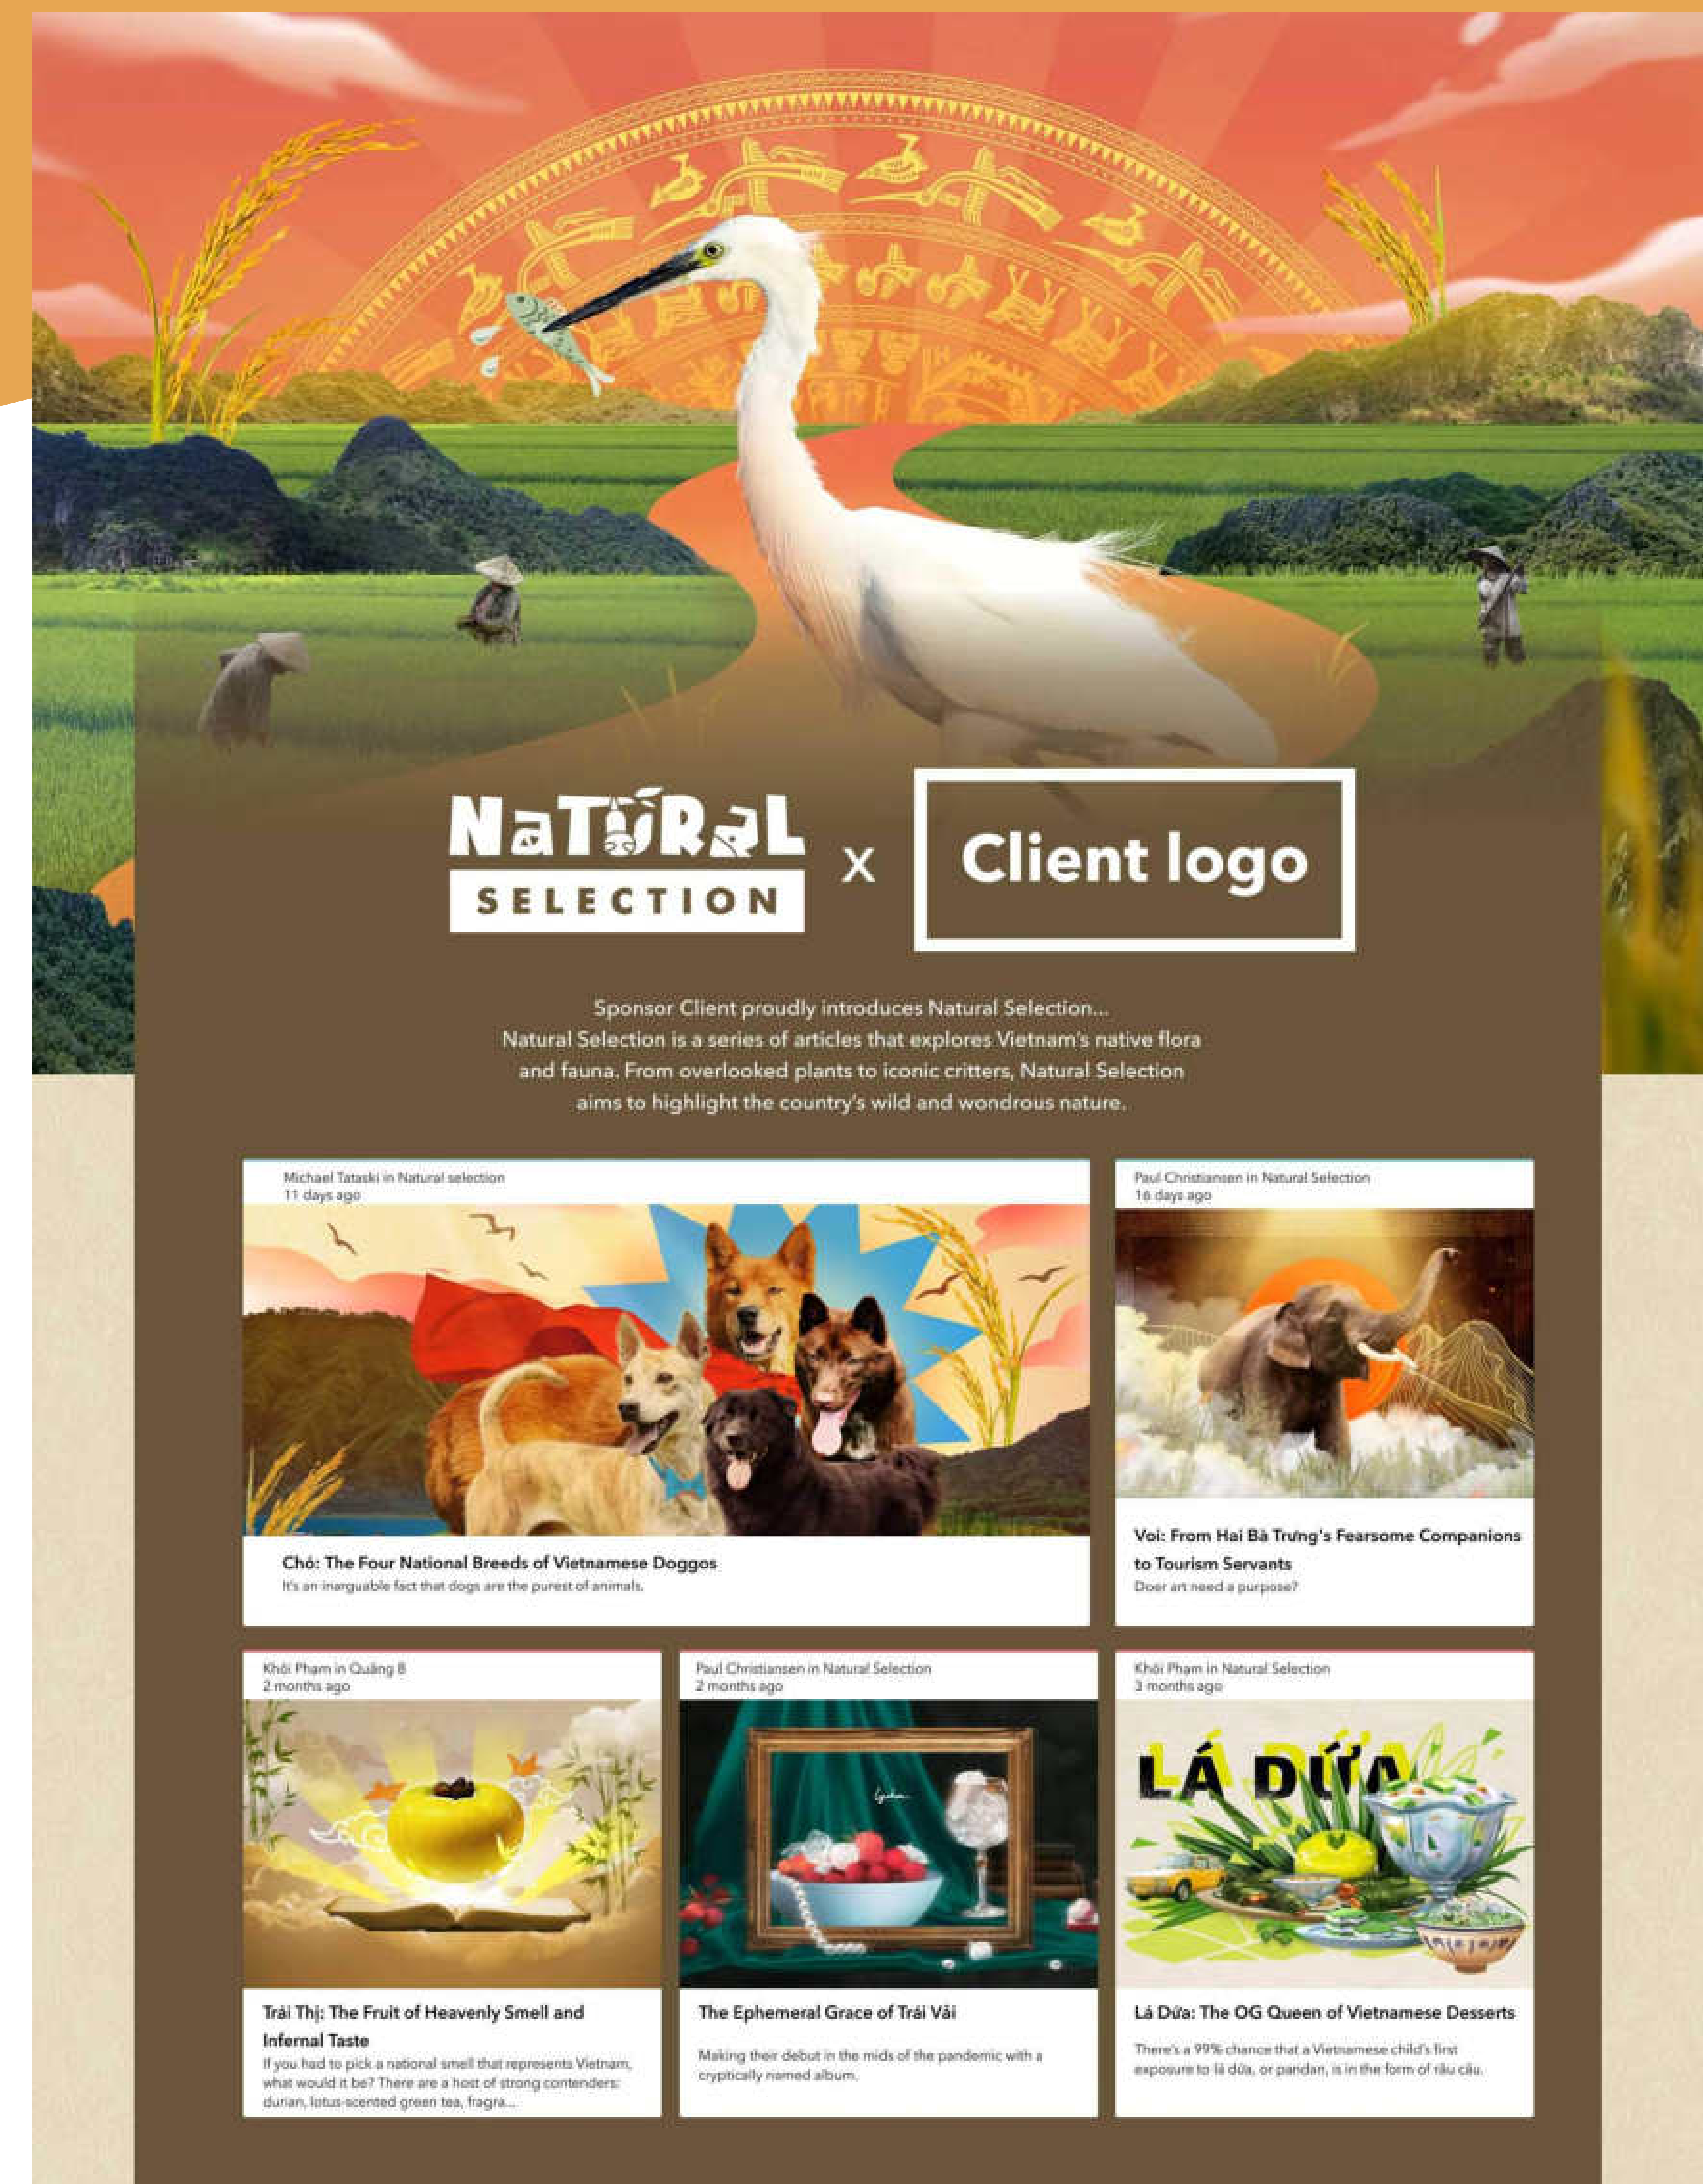 NaTURaL
SELECTION
x
Client logo
Sponsor Client proudly introduces Natural Selection...
Natural Selection is a series of articles that explores Vietnam's native flora
and fauna. From overlooked plants to iconic critters, Natural Selection
aims to highlight the country's wild and wondrous nature.
Michael Tataski in Natural selection
11 days ago
Chó: The Four National Breeds of Vietnamese Doggos
It's an inarguable fact that dogs are the purest of animals.
Paul Christiansen in Natural Selection
16 days ago
Voi: From Hai Bà Trưng's Fearsome Companions
to Tourism Servants
Doer art need a purpose?
Khôi Phạm in Quãng 8
2 months ago
Trái Thị: The Fruit of Heavenly Smell and
Infernal Taste
If you had to pick a national smell that represents Vietnam,
what would it be? There are a host of strong contenders:
durian, lotus-scented green tea, fragra...
Paul Christiansen in Natural Selection
2 months ago
The Ephemeral Grace of Trái Vải
Making their debut in the mids of the pandemic with a
cryptically named album.
Khôi Phạm in Natural Selection
3 months ago
LÁ DỨA
Lá Dứa: The OG Queen of Vietnamese Desserts
There's a 99% chance that a Vietnamese child's first
exposure to lá dứa, or pandan, is in the form of rau câu.